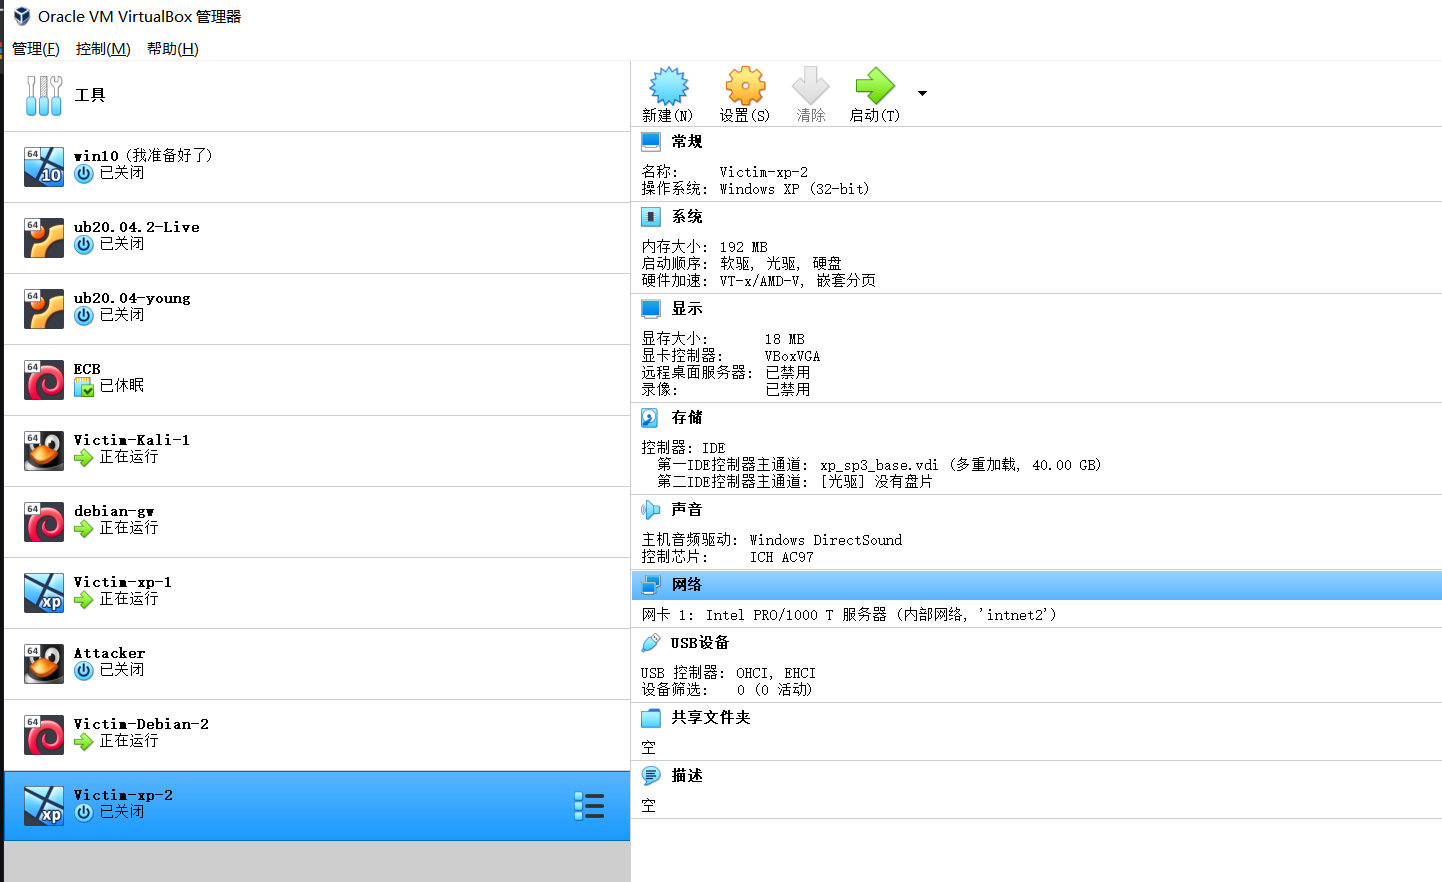 Oracle VM VirtualBox 管理器
管理(F) 控制(M) 帮助(H)
工具
64
win10 (我准备好了)
已关闭
64
ub20.04.2-Live
已关闭
64
ub20.04-young
已关闭
64
ECB
已休眠
64
Victim-Kali-1
正在运行
64
debian-gw
正在运行
xp
Victim-xp-1
正在运行
64
Attacker
已关闭
64
Victim-Debian-2
正在运行
xp
Victim-xp-2
已关闭
新建(N) 设置(S) 清除 启动(T)
常规
名称: Victim-xp-2
操作系统: Windows XP (32-bit)
系统
内存大小: 192 MB
启动顺序: 软驱, 光驱, 硬盘
硬件加速: VT-x/AMD-V, 嵌套分页
显示
显存大小: 18 MB
显卡控制器: VBoxVGA
远程桌面服务器: 已禁用
录像: 已禁用
存储
控制器: IDE
第一IDE控制器主通道: xp_sp3_base.vdi (多重加载, 40.00 GB)
第二IDE控制器主通道: [光驱] 没有盘片
声音
主机音频驱动: Windows DirectSound
控制芯片: ICH AC97
网络
网卡 1: Intel PRO/1000 T 服务器 (内部网络, 'intnet2')
USB设备
USB 控制器: OHCI, EHCI
设备筛选: 0 (0 活动)
共享文件夹
空
描述
空